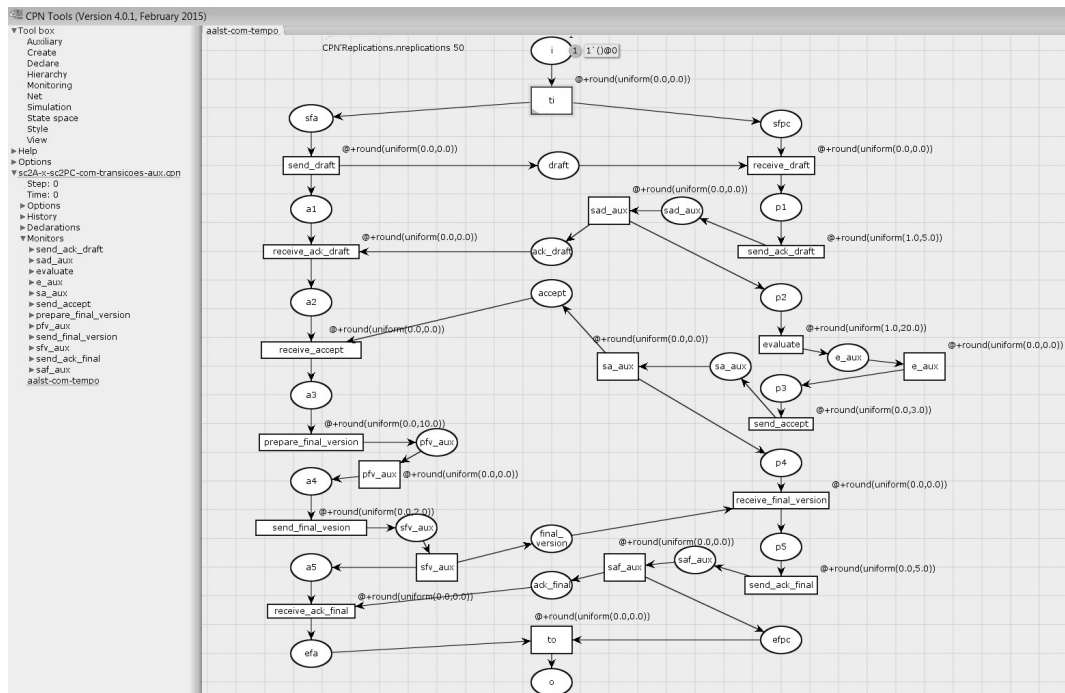 CPN Tools (Version 4.0.1, February 2015)
Tool box
Auxiliary
Create
Declare
Hierarchy
Monitoring
Net
Simulation
State space
Style
View
Help
Options
sc2A-x-sc2PC-com-transicoes-aux.cpn
Step: 0
Time: 0
Options
History
Declarations
Monitors
send_ack_draft
sad_aux
evaluate
e_aux
sa_aux
send_accept
prepare_final_version
pfv_aux
send_final_version
sfv_aux
send_ack_final
saf_aux
aalst-com-tempo
aalst-com-tempo
CPN'Replications.nreplications 50
i
1
1`()@0
@+round(uniform(0.0,0.0))
ti
sfa
sfpc
@+round(uniform(0.0,0.0))
@+round(uniform(0.0,0.0))
send_draft
draft
receive_draft
@+round(uniform(0.0,0.0))
a1
sad_aux
sad_aux
p1
@+round(uniform(0.0,0.0))
@+round(uniform(1.0,5.0))
receive_ack_draft
ack_draft
send_ack_draft
a2
accept
p2
@+round(uniform(0.0,0.0))
@+round(uniform(0.0,0.0))
@+round(uniform(1.0,20.0))
receive_accept
evaluate
@+round(uniform(0.0,0.0))
sa_aux
sa_aux
e_aux
e_aux
a3
p3
@+round(uniform(0.0,3.0))
@+round(uniform(0.0,10.0))
send_accept
prepare_final_version
pfv_aux
p4
a4
pfv_aux
@+round(uniform(0.0,0.0))
@+round(uniform(0.0,0.0))
receive_final_version
@+round(uniform(0.0,2.0))
send_final_vesion
sfv_aux
final_
version
@+round(uniform(0.0,0.0))
p5
a5
sfv_aux
saf_aux
saf_aux
@+round(uniform(0.0,5.0))
ack_final
send_ack_final
@+round(uniform(0.0,0.0))
receive_ack_final
@+round(uniform(0.0,0.0))
efa
to
efpc
o